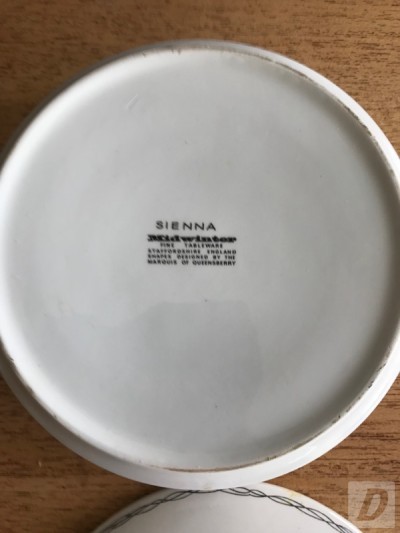 SIENNA
Midwinter
FINE TABLEWARE
STAFFORDSHIRE ENGLAND
SHAPES DESIGNED BY THE
MARQUIS OF QUEENSBERRY
D